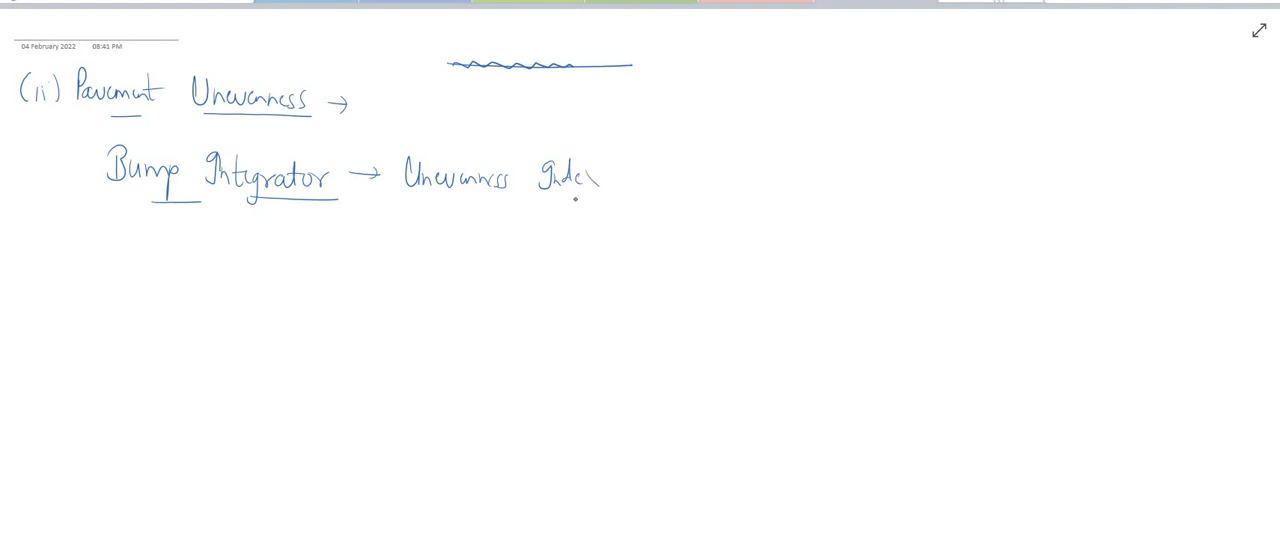 04 February 2022 08:41 PM
(ii) Pavement Unevenness →
Bump Integrator → Unevenness Index